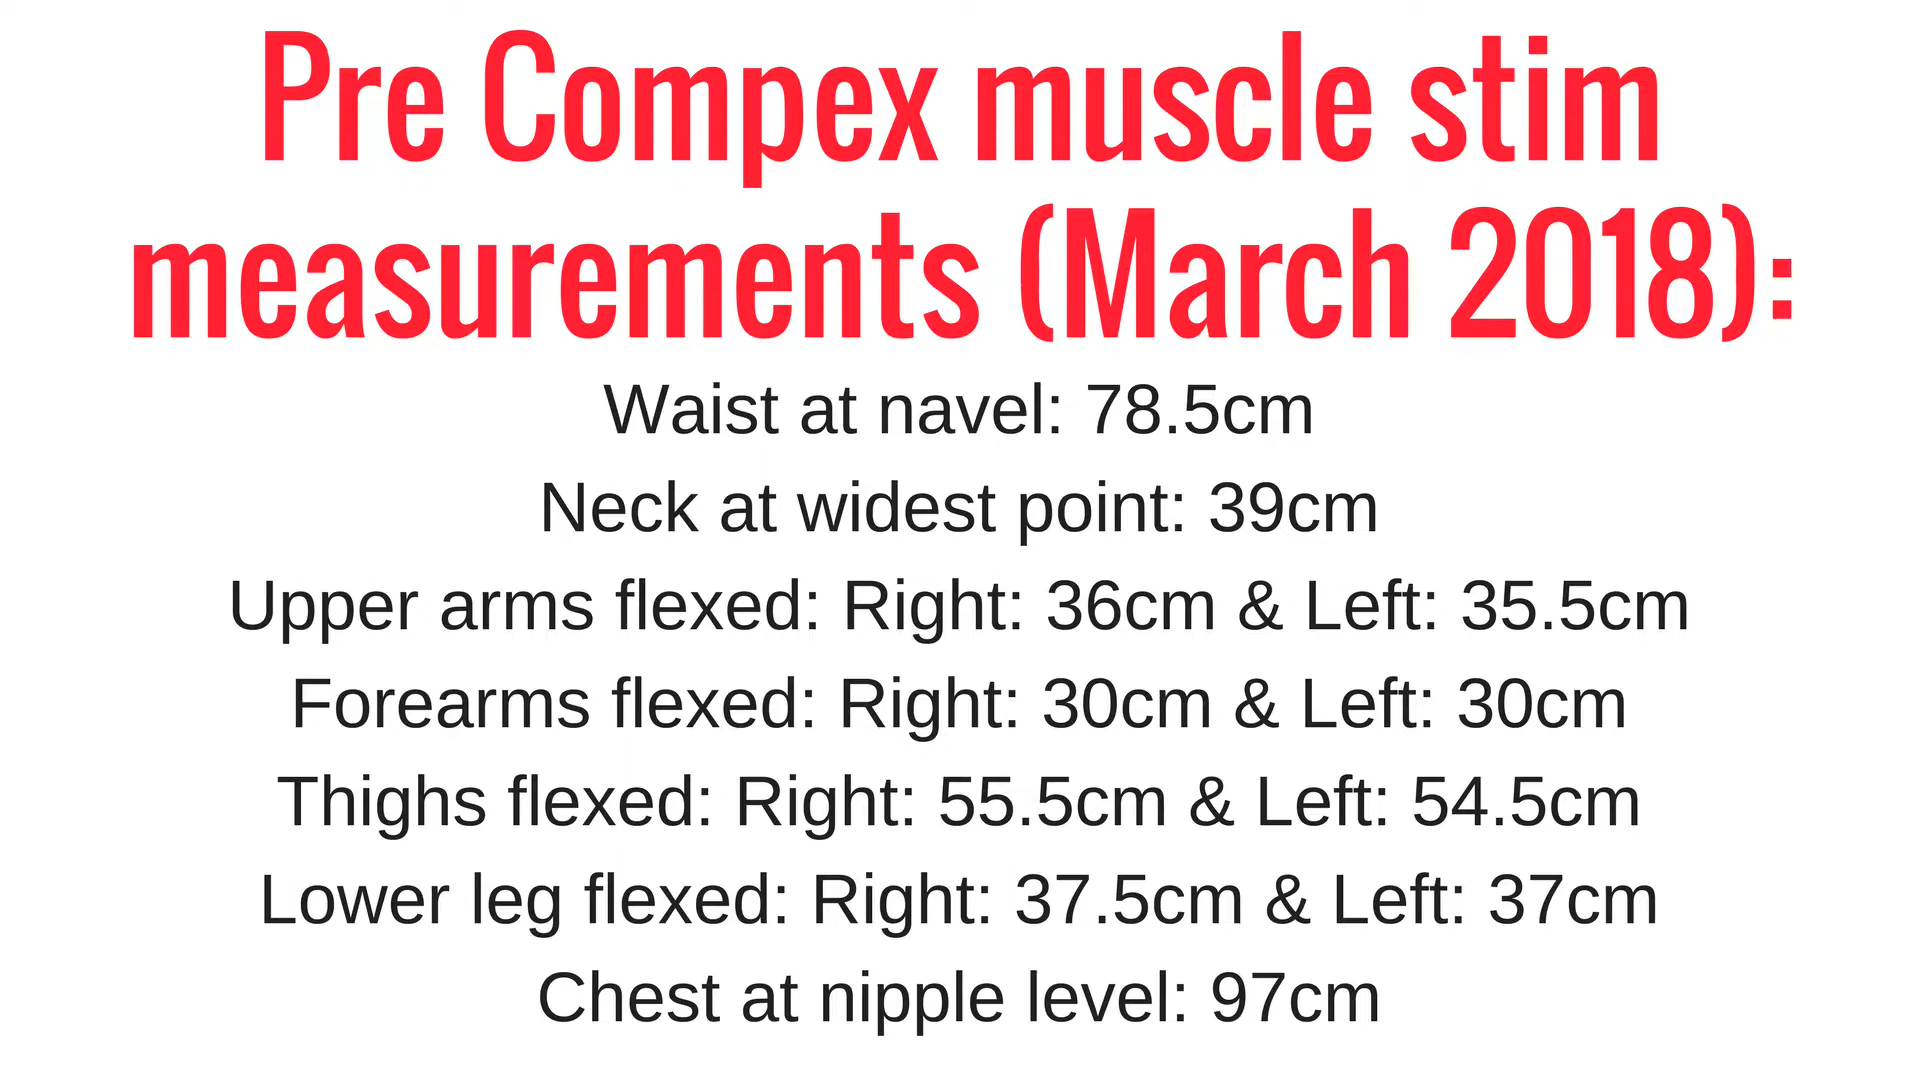 Pre Compex muscle stim
measurements (March 2018):
Waist at navel: 78.5cm
Neck at widest point: 39cm
Upper arms flexed: Right: 36cm & Left: 35.5cm
Forearms flexed: Right: 30cm & Left: 30cm
Thighs flexed: Right: 55.5cm & Left: 54.5cm
Lower leg flexed: Right: 37.5cm & Left: 37cm
Chest at nipple level: 97cm